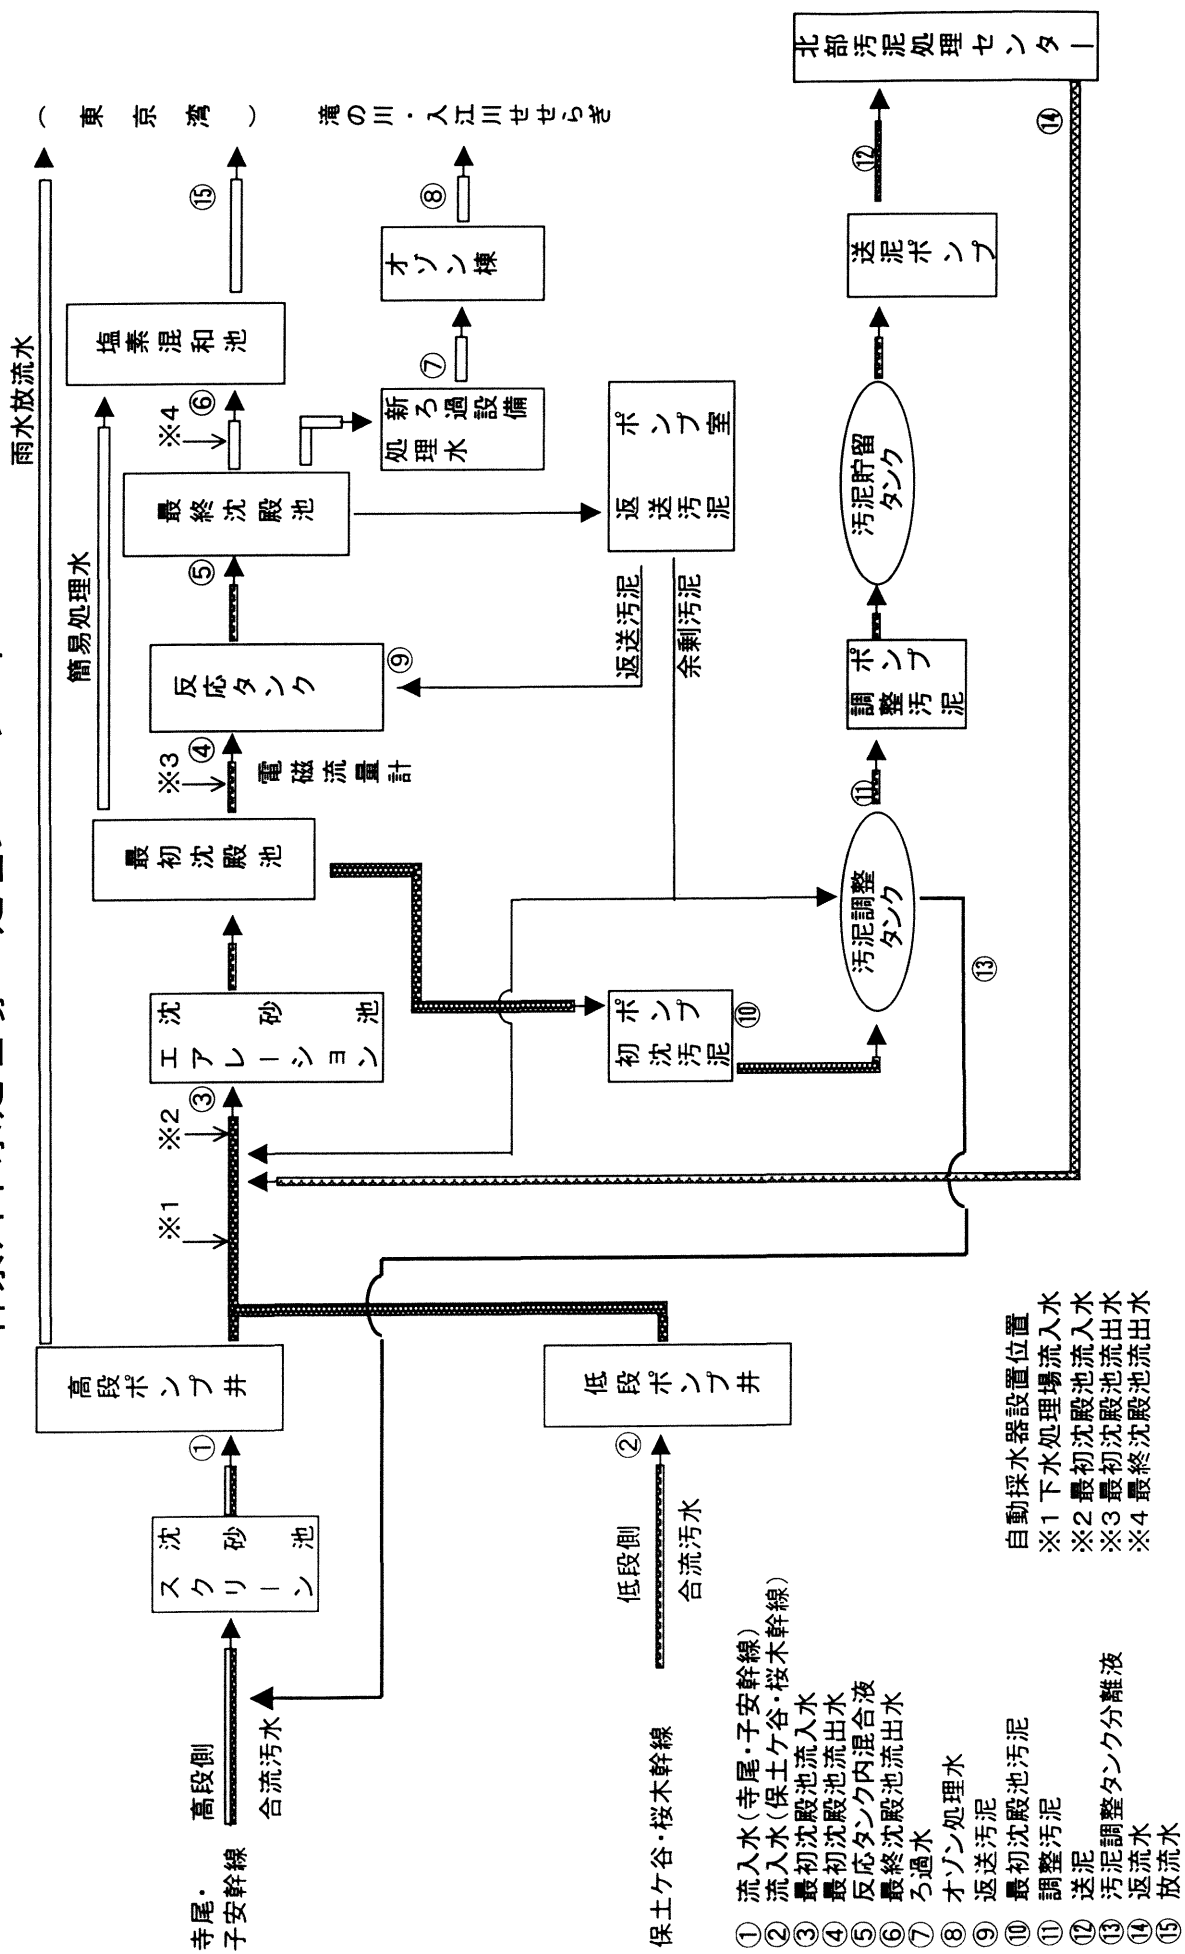 雨水放流水
（東京湾）
簡易処理水
⑮
滝の川・入江川せせらぎ
高段ポンプ井
塩素混和池
※1
※2
※3
※4
寺尾・
子安幹線
高段側
合流汚水
沈砂池
スクリーン
①
③
沈砂池
エアレーション
最初沈殿池
④
電磁流量計
反応タンク
⑨
⑤
最終沈殿池
⑥
新ろ過設備
処理水
⑦
オゾン棟
⑧
保土ケ谷・桜木幹線
低段側
合流汚水
②
低段ポンプ井
ポンプ
初沈汚泥
⑩
返送汚泥
余剰汚泥
ポンプ室
返送汚泥
汚泥調整
タンク
⑪
ポンプ
調整汚泥
汚泥貯留
タンク
送泥ポンプ
⑫
北部汚泥処理センター
⑬
⑭
① 流入水(寺尾・子安幹線)
② 流入水(保土ケ谷・桜木幹線)
③ 最初沈殿池流入水
④ 最初沈殿池流出水
⑤ 反応タンク内混合液
⑥ 最終沈殿池流出水
⑦ ろ過水
⑧ オゾン処理水
⑨ 返送汚泥
⑩ 最初沈殿池汚泥
⑪ 調整汚泥
⑫ 送泥
⑬ 汚泥調整タンク分離液
⑭ 返流水
⑮ 放流水
自動採水器設置位置
※1 下水処理場流入水
※2 最初沈殿池流入水
※3 最初沈殿池流出水
※4 最終沈殿池流出水